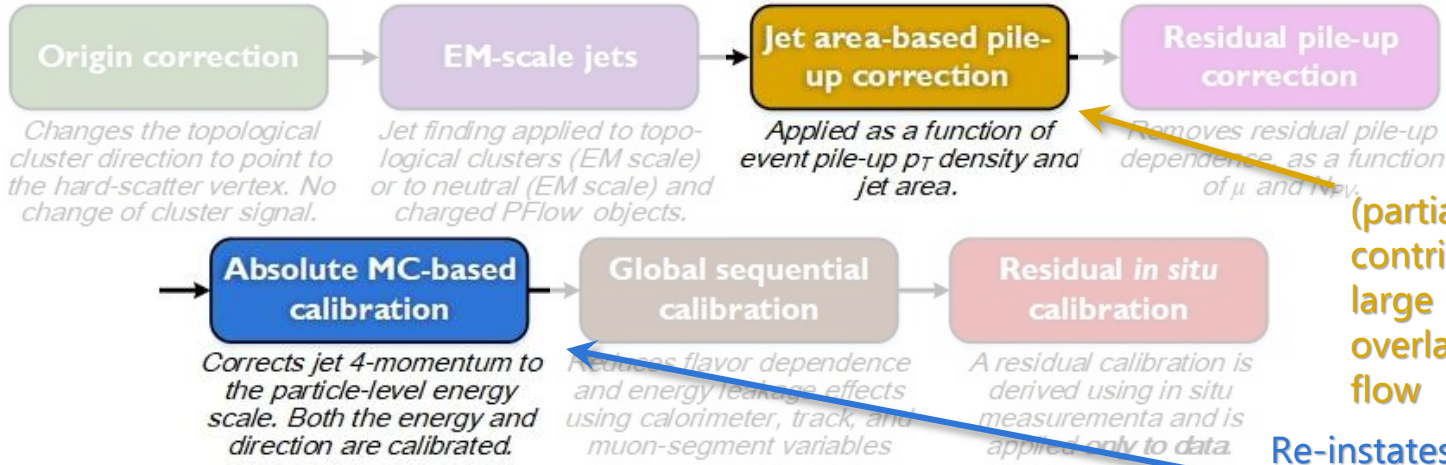 Origin correction
EM-scale jets
Jet area-based pile-
up correction
Residual pile-up
correction
Changes the topological
cluster direction to point to
the hard-scatter vertex. No
change of cluster signal.
Jet finding applied to topo-
logical clusters (EM scale)
or to neutral (EM scale) and
charged PFlow objects.
Applied as a function of
event pile-up pT density and
jet area.
Removes residual pile-up
dependence, as a function
of μ and NPV.
(partia
contri
large
overla
flow
Absolute MC-based
calibration
Global sequential
calibration
Residual in situ
calibration
Corrects jet 4-momentum to
the particle-level energy
scale. Both the energy and
direction are calibrated.
Reduces flavor dependence
and energy leakage effects
using calorimeter, track, and
muon-segment variables
A residual calibration is
derived using in situ
measurementa and is
applied only to data.
Re-instates